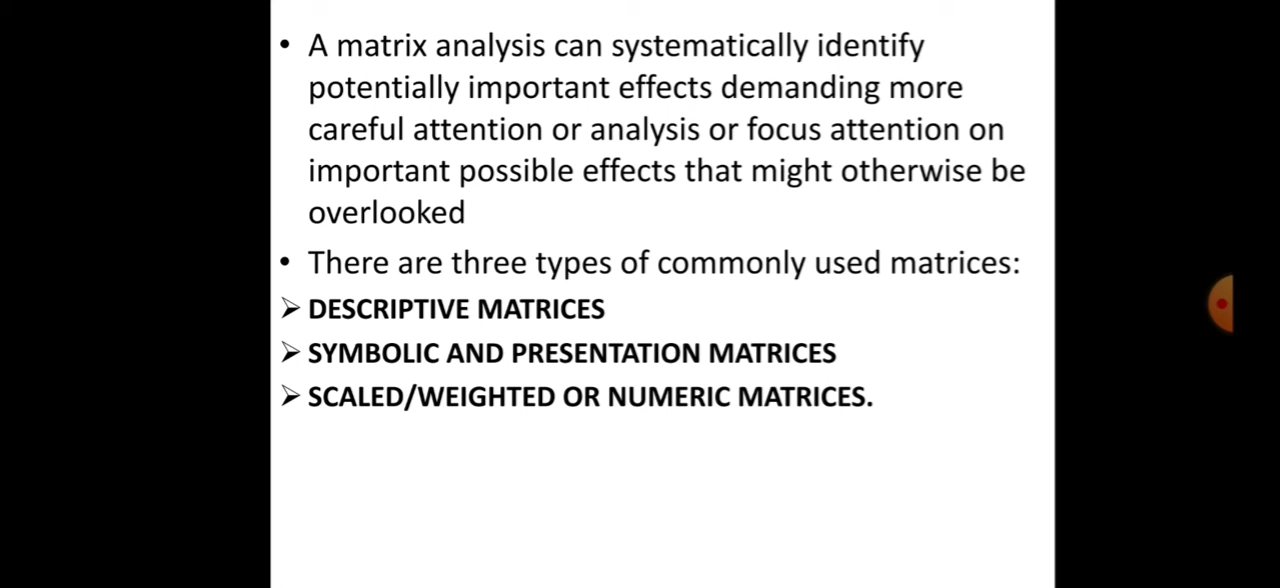 • A matrix analysis can systematically identify
potentially important effects demanding more
careful attention or analysis or focus attention on
important possible effects that might otherwise be
overlooked
• There are three types of commonly used matrices:
➢ DESCRIPTIVE MATRICES
➢ SYMBOLIC AND PRESENTATION MATRICES
➢ SCALED/WEIGHTED OR NUMERIC MATRICES.